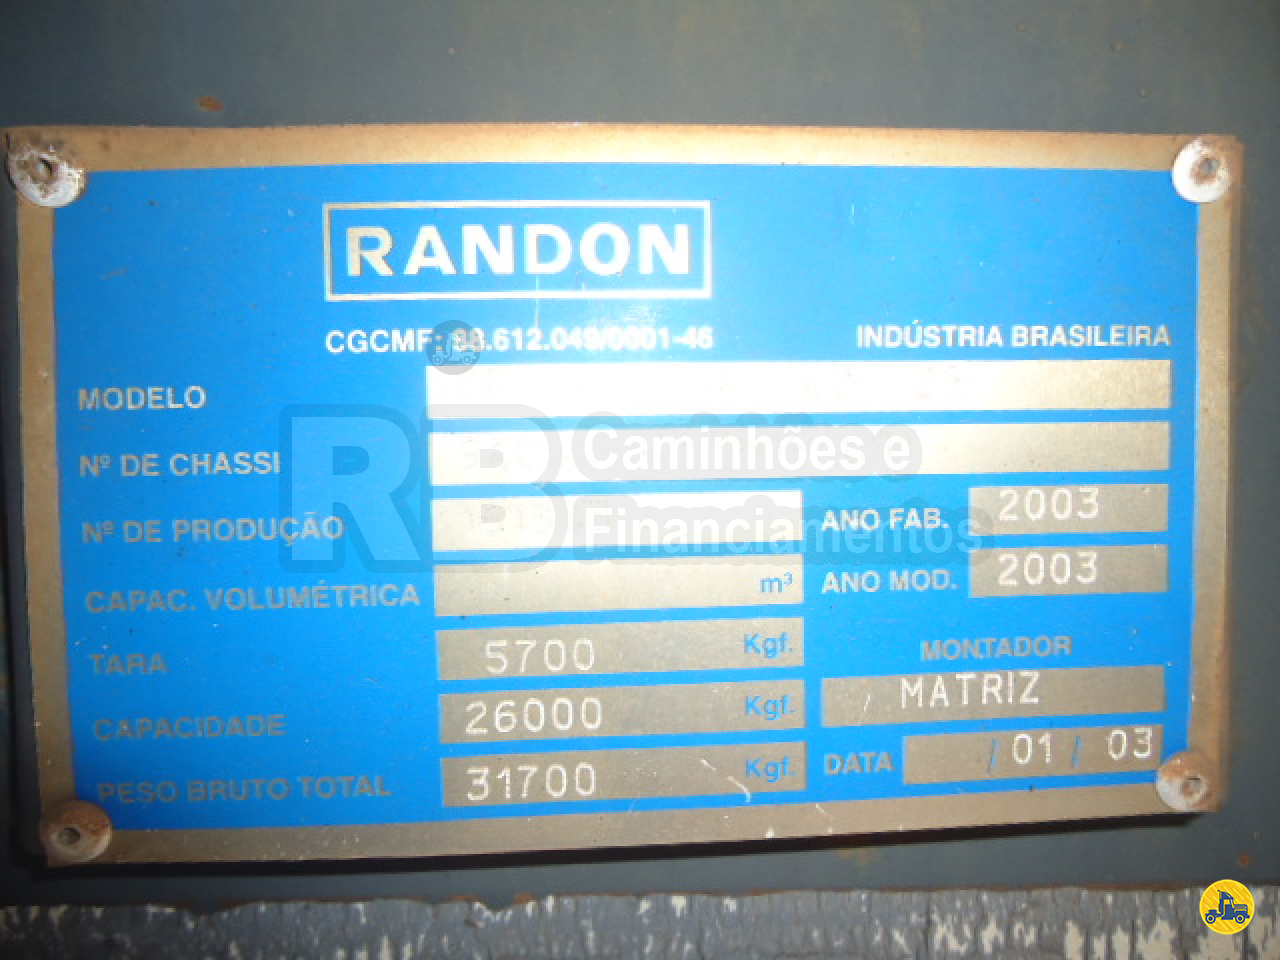 RANDON
CGCMF: 88.612.049/0001-46 INDÚSTRIA BRASILEIRA
MODELO
Nº DE CHASSI
Nº DE PRODUÇÃO ANO FAB. 2003
CAPAC. VOLUMÉTRICA m³ ANO MOD. 2003
TARA 5700 Kgf. MONTADOR
CAPACIDADE 26000 Kgf. MATRIZ
PESO BRUTO TOTAL 31700 Kgf. DATA / 01 / 03
RB Caminhões e
Financiamentos